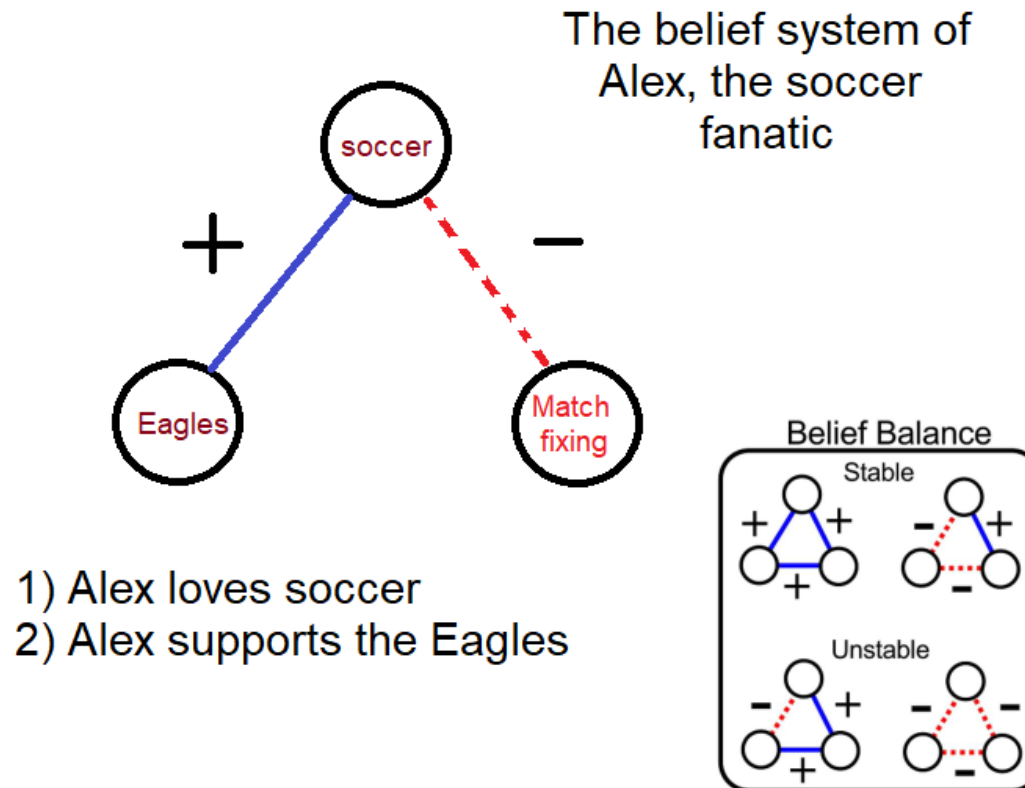 The belief system of
Alex, the soccer
fanatic
soccer
+
−
Eagles
Match
fixing
1) Alex loves soccer
2) Alex supports the Eagles
Belief Balance
Stable
+ +
+
- +
-
Unstable
- +
+
- -
-